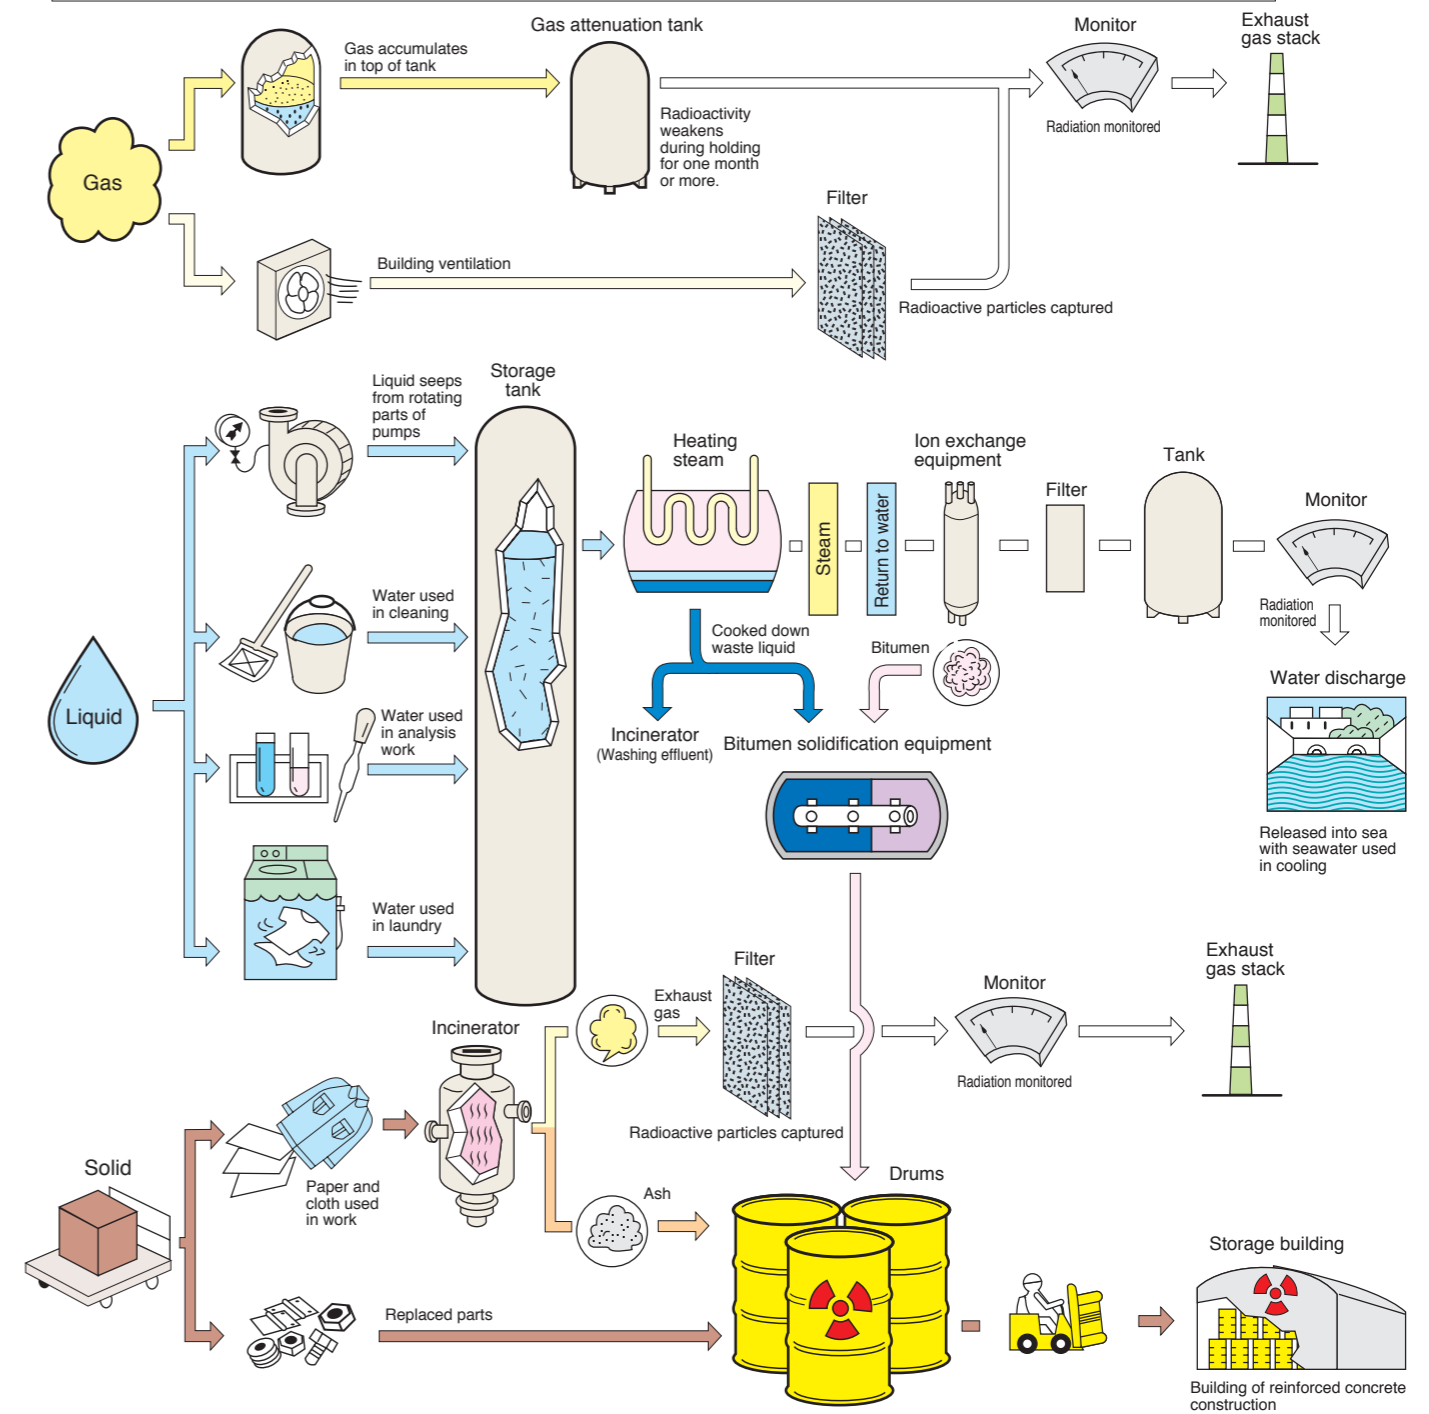 Gas
Gas accumulates
in top of tank
Gas attenuation tank
Radioactivity
weakens
during holding
for one month
or more.
Monitor
Radiation monitored
Exhaust
gas stack
Building ventilation
Filter
Radioactive particles captured
Liquid
Liquid seeps
from rotating
parts of
pumps
Water used
in cleaning
Water used
in analysis
work
Water used
in laundry
Storage
tank
Heating
steam
Steam
Return to water
Ion exchange
equipment
Filter
Tank
Monitor
Radiation
monitored
Water discharge
Released into sea
with seawater used
in cooling
Cooked down
waste liquid
Incinerator
(Washing effluent)
Bitumen
Bitumen solidification equipment
Solid
Paper and
cloth used
in work
Incinerator
Exhaust
gas
Filter
Radioactive particles captured
Monitor
Radiation monitored
Exhaust
gas stack
Ash
Replaced parts
Drums
Storage building
Building of reinforced concrete
construction